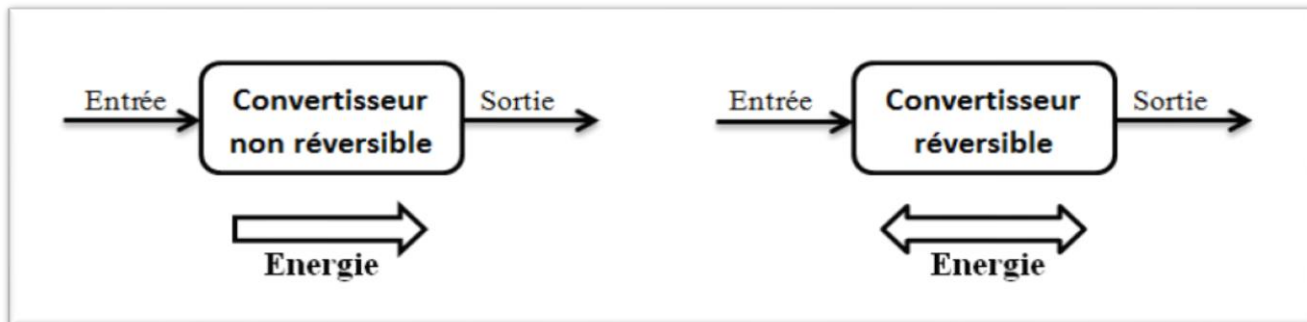 Entrée
Convertisseur
non réversible
Sortie
Energie
Entrée
Convertisseur
réversible
Sortie
Energie